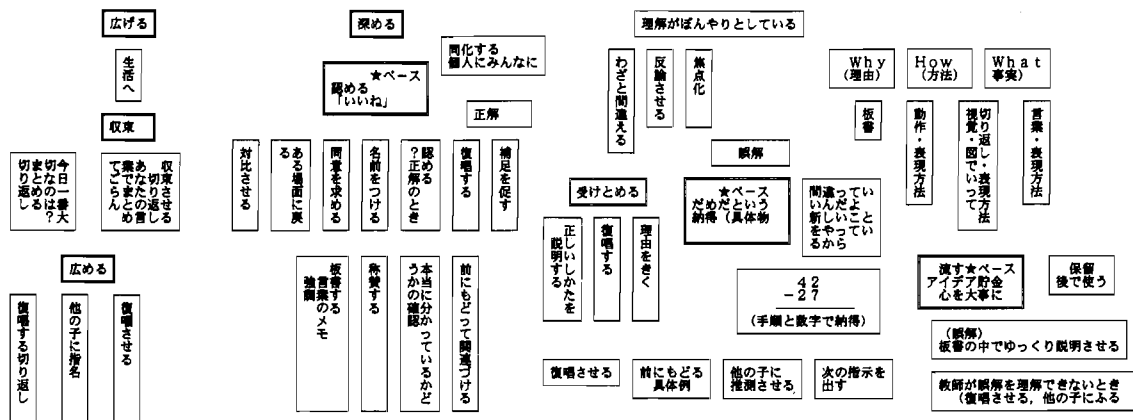 広げる
生活へ
収束
今日一番大
切なのは?
まとめる
切り返し
収束させる
切り返し
あなたの言
葉でまとめ
てごらん
広める
復唱する切り返し
他の子に指名
復唱させる
深める
同化する
個人にみんなに
★ベース
認める
「いいね」
正解
対比させる
ある場面に戻
る
同意を求める
名前をつける
認める
?正解のとき
復唱する
補足を促す
板書する
言葉のメモ
強調
称賛する
本当に分かっているかど
うかの確認
前にもどって関連づける
理解がぼんやりとしている
わざと間違える
反論させる
焦点化
誤解
受けとめる
★ベース
だめだという
納得(具体物
間違ってい
いんだよ
新しいこと
をやってい
るから
正しいしかたを
説明する
復唱する
理由をきく
42
-27
(手順と数字で納得)
復唱させる
前にもどる
具体例
他の子に
推測させる
次の指示を
出す
Why
(理由)
How
(方法)
What
事実)
板書
動作・表現方法
切り返し・表現方法
視覚・図でいって
言葉・表現方法
流す★ベース
アイデア貯金
心を大事に
保留
後で使う
(誤解)
板書の中でゆっくり説明させる
教師が誤解を理解できないとき
(復唱させる,他の子にふる